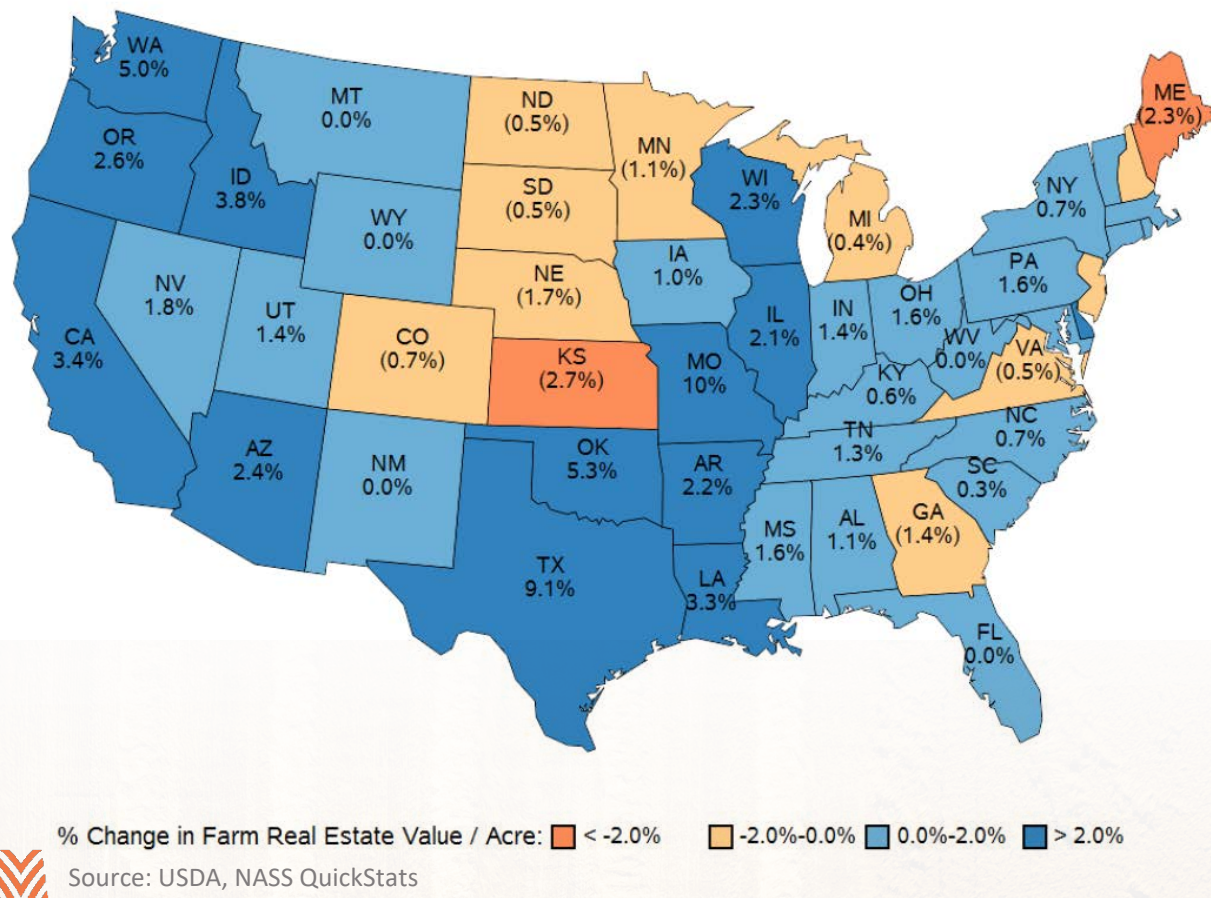 WA
5.0%
MT
0.0%
ND
(0.5%)
MN
(1.1%)
ME
(2.3%)
OR
2.6%
ID
3.8%
WY
0.0%
SD
(0.5%)
WI
2.3%
MI
(0.4%)
NY
0.7%
NV
1.8%
UT
1.4%
NE
(1.7%)
IA
1.0%
PA
1.6%
CA
3.4%
CO
(0.7%)
KS
(2.7%)
MO
10%
IL
2.1%
IN
1.4%
OH
1.6%
WV
0.0%
VA
(0.5%)
KY
0.6%
AZ
2.4%
NM
0.0%
OK
5.3%
AR
2.2%
TN
1.3%
NC
0.7%
SC
0.3%
TX
9.1%
LA
3.3%
MS
1.6%
AL
1.1%
GA
(1.4%)
FL
0.0%
% Change in Farm Real Estate Value / Acre: < -2.0% -2.0%-0.0% 0.0%-2.0% > 2.0%
Source: USDA, NASS QuickStats